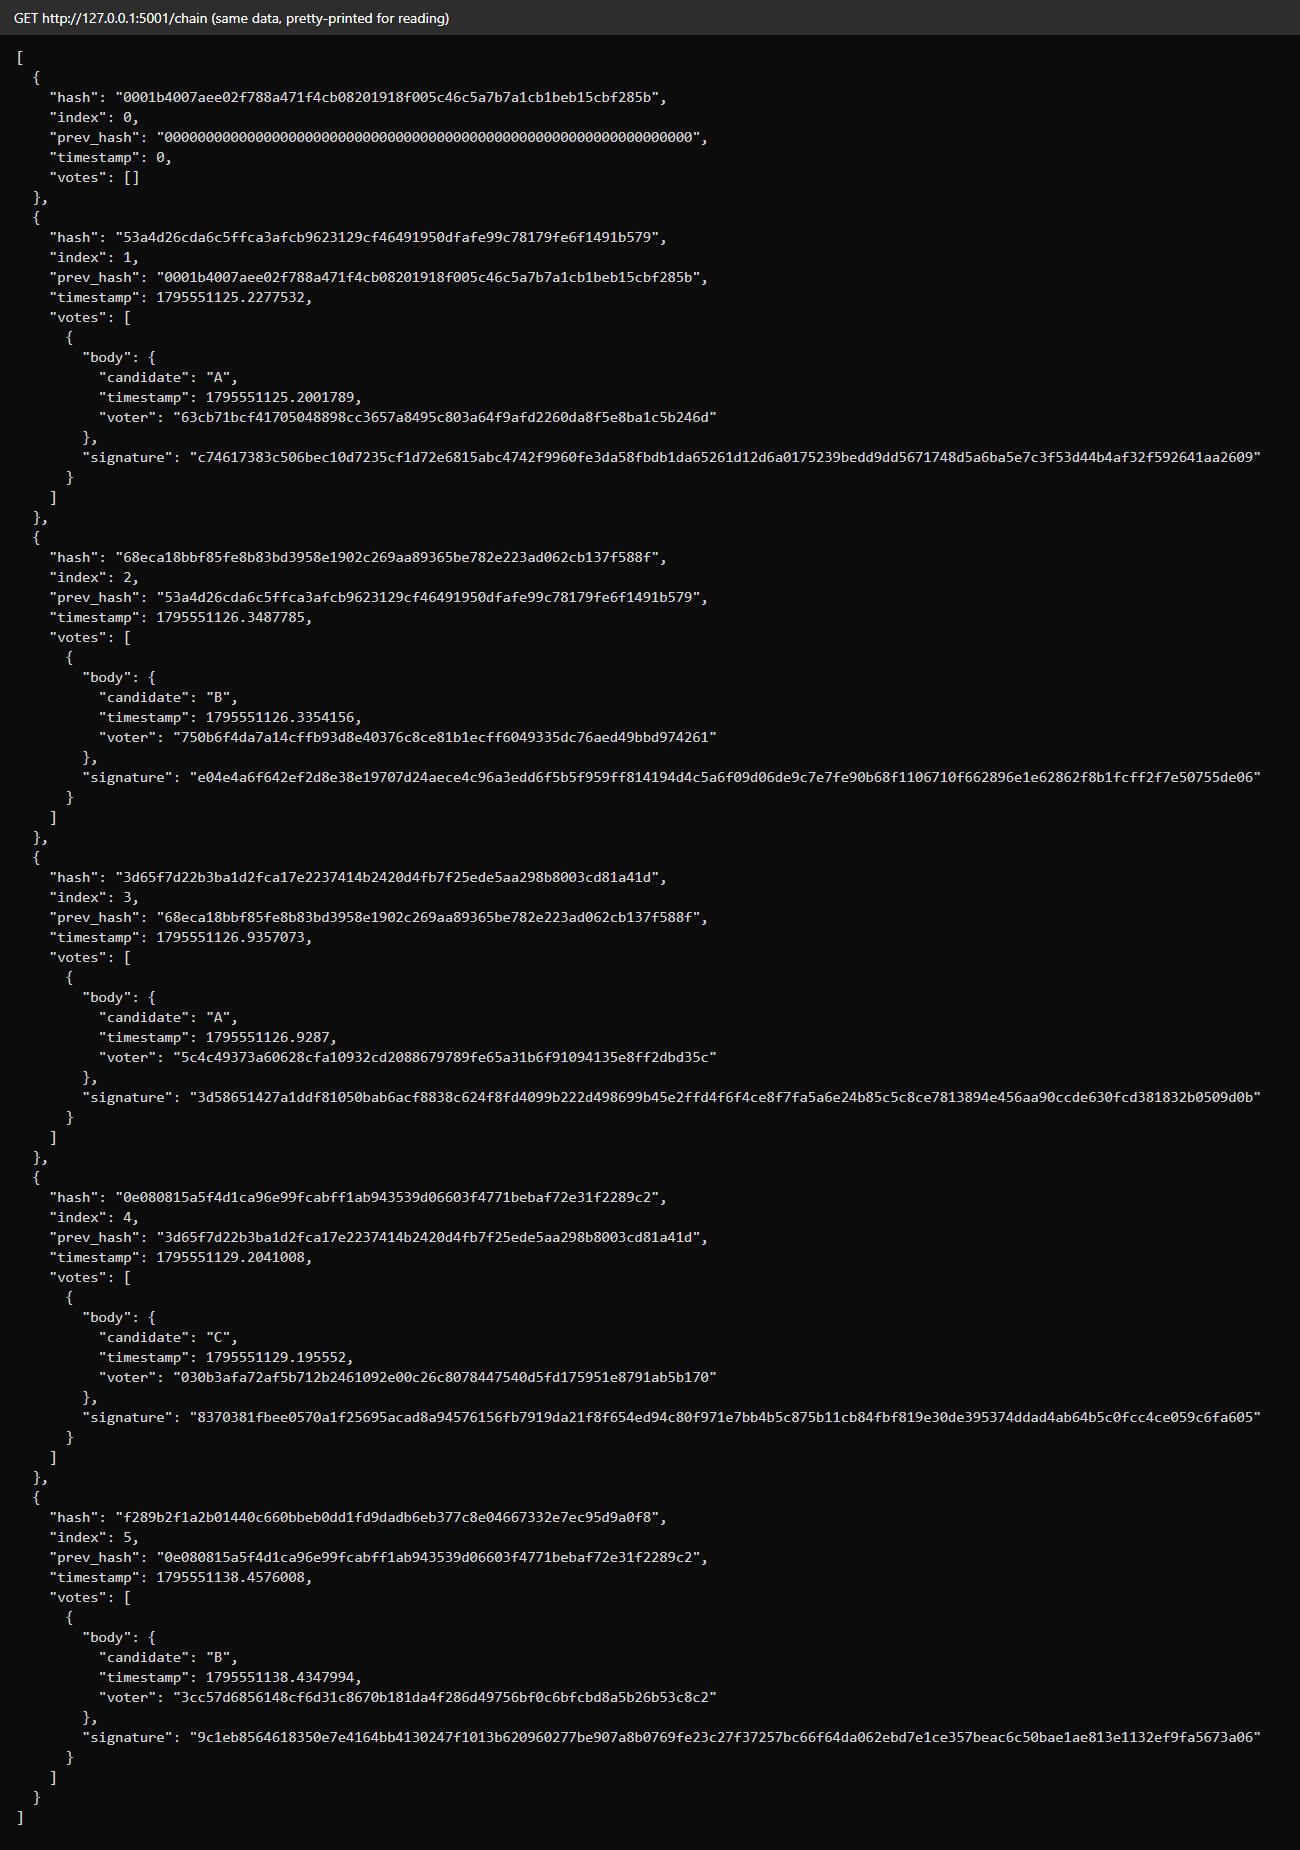 GET http://127.0.0.1:5001/chain (same data, pretty-printed for reading)
[
  {
    "hash": "0001b4007aee02f788a471f4cb08201918f005c46c5a7b7a1cb1beb15cbf285b",
    "index": 0,
    "prev_hash": "0000000000000000000000000000000000000000000000000000000000000000",
    "timestamp": 0,
    "votes": []
  },
  {
    "hash": "53a4d26cda6c5ffca3afcb9623129cf46491950dfafe99c78179fe6f1491b579",
    "index": 1,
    "prev_hash": "0001b4007aee02f788a471f4cb08201918f005c46c5a7b7a1cb1beb15cbf285b",
    "timestamp": 1795551125.2277532,
    "votes": [
      {
        "body": {
          "candidate": "A",
          "timestamp": 1795551125.2001789,
          "voter": "63cb71bcf41705048898cc3657a8495c803a64f9afd2260da8f5e8ba1c5b246d"
        },
        "signature": "c74617383c506bec10d7235cf1d72e6815abc4742f9960fe3da58fbdb1da65261d12d6a0175239bedd9dd5671748d5a6ba5e7c3f53d44b4af32f592641aa2609"
      }
    ]
  },
  {
    "hash": "68eca18bbf85fe8b83bd3958e1902c269aa89365be782e223ad062cb137f588f",
    "index": 2,
    "prev_hash": "53a4d26cda6c5ffca3afcb9623129cf46491950dfafe99c78179fe6f1491b579",
    "timestamp": 1795551126.3487785,
    "votes": [
      {
        "body": {
          "candidate": "B",
          "timestamp": 1795551126.3354156,
          "voter": "750b6f4da7a14cffb93d8e40376c8ce81b1ecff6049335dc76aed49bbd974261"
        },
        "signature": "e04e4a6f642ef2d8e38e19707d24aece4c96a3edd6f5b5f959ff814194d4c5a6f09d06de9c7e7fe90b68f1106710f662896e1e62862f8b1fcff2f7e50755de06"
      }
    ]
  },
  {
    "hash": "3d65f7d22b3ba1d2fca17e2237414b2420d4fb7f25ede5aa298b8003cd81a41d",
    "index": 3,
    "prev_hash": "68eca18bbf85fe8b83bd3958e1902c269aa89365be782e223ad062cb137f588f",
    "timestamp": 1795551126.9357073,
    "votes": [
      {
        "body": {
          "candidate": "A",
          "timestamp": 1795551126.9287,
          "voter": "5c4c49373a60628cfa10932cd2088679789fe65a31b6f91094135e8ff2dbd35c"
        },
        "signature": "3d58651427a1ddf81050bab6acf8838c624f8fd4099b222d498699b45e2ffd4f6f4ce8f7fa5a6e24b85c5c8ce7813894e456aa90ccde630fcd381832b0509d0b"
      }
    ]
  },
  {
    "hash": "0e080815a5f4d1ca96e99fcabff1ab943539d06603f4771bebaf72e31f2289c2",
    "index": 4,
    "prev_hash": "3d65f7d22b3ba1d2fca17e2237414b2420d4fb7f25ede5aa298b8003cd81a41d",
    "timestamp": 1795551129.2041008,
    "votes": [
      {
        "body": {
          "candidate": "C",
          "timestamp": 1795551129.195552,
          "voter": "030b3afa72af5b712b2461092e00c26c8078447540d5fd175951e8791ab5b170"
        },
        "signature": "8370381fbee0570a1f25695acad8a94576156fb7919da21f8f654ed94c80f971e7bb4b5c875b11cb84fbf819e30de395374ddad4ab64b5c0fcc4ce059c6fa605"
      }
    ]
  },
  {
    "hash": "f289b2f1a2b01440c660bbeb0dd1fd9dadb6eb377c8e04667332e7ec95d9a0f8",
    "index": 5,
    "prev_hash": "0e080815a5f4d1ca96e99fcabff1ab943539d06603f4771bebaf72e31f2289c2",
    "timestamp": 1795551138.4576008,
    "votes": [
      {
        "body": {
          "candidate": "B",
          "timestamp": 1795551138.4347994,
          "voter": "3cc57d6856148cf6d31c8670b181da4f286d49756bf0c6bfcbd8a5b26b53c8c2"
        },
        "signature": "9c1eb8564618350e7e4164bb4130247f1013b620960277be907a8b0769fe23c27f37257bc66f64da062ebd7e1ce357beac6c50bae1ae813e1132ef9fa5673a06"
      }
    ]
  }
]